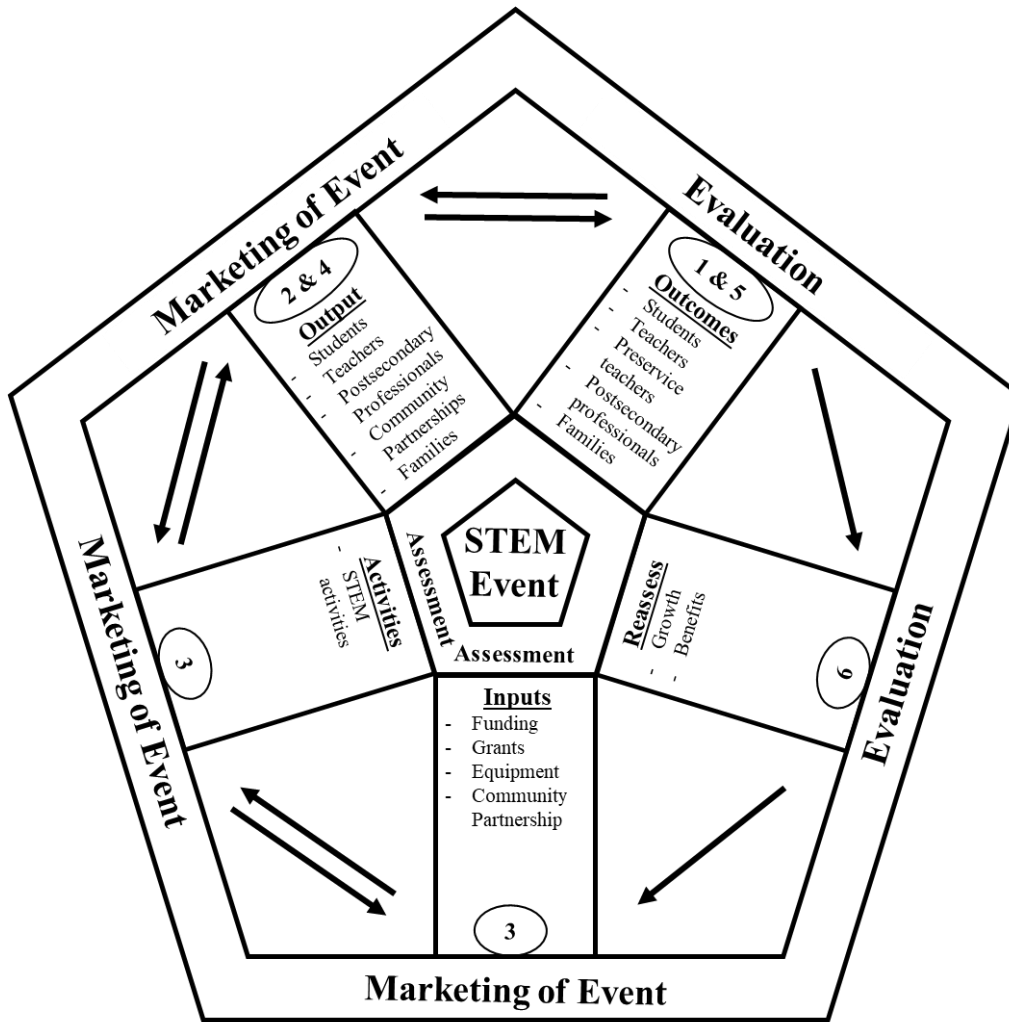 Marketing of Event
Evaluation
2 & 4
Output
- Students
- Teachers
- Postsecondary
Professionals
- Community
Partnerships
- Families
1 & 5
Outcomes
- Students
- Teachers
- Preservice
teachers
- Postsecondary
professionals
- Families
Marketing of Event
3
Activities
- STEM
activities
Assessment
STEM
Event
Assessment
Reassess
- Growth
- Benefits
6
Evaluation
Inputs
- Funding
- Grants
- Equipment
- Community
Partnership
3
Marketing of Event